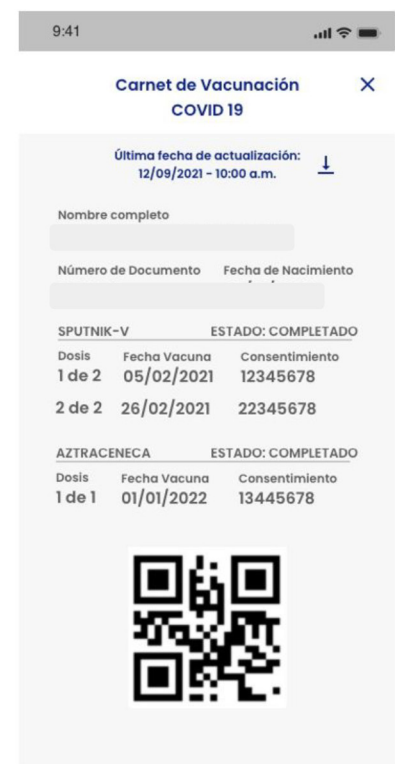 9:41
Carnet de Vacunación
COVID 19
Última fecha de actualización:
12/09/2021 - 10:00 a.m.
Nombre completo
Número de Documento Fecha de Nacimiento
SPUTNIK-V ESTADO: COMPLETADO
Dosis Fecha Vacuna Consentimiento
1 de 2 05/02/2021 12345678
2 de 2 26/02/2021 22345678
AZTRACENECA ESTADO: COMPLETADO
Dosis Fecha Vacuna Consentimiento
1 de 1 01/01/2022 13445678